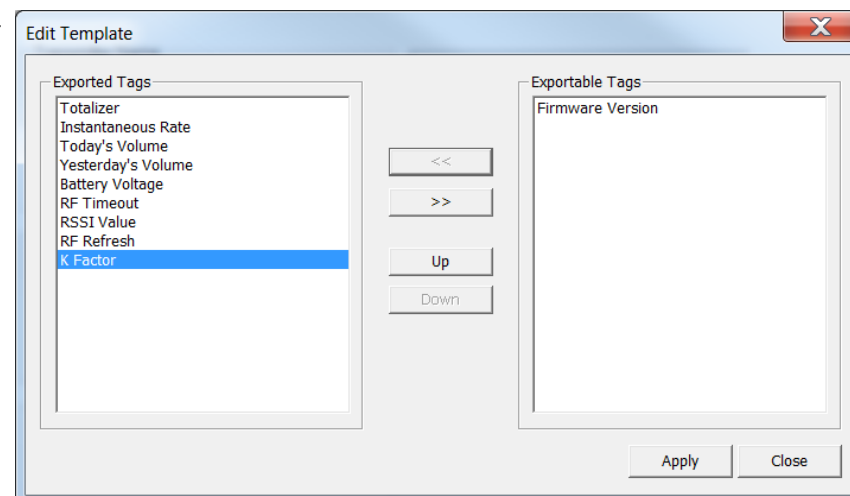 Edit Template
Exported Tags
Totalizer
Instantaneous Rate
Today's Volume
Yesterday's Volume
Battery Voltage
RF Timeout
RSSI Value
RF Refresh
K Factor
<<
>>
Up
Down
Exportable Tags
Firmware Version
Apply
Close